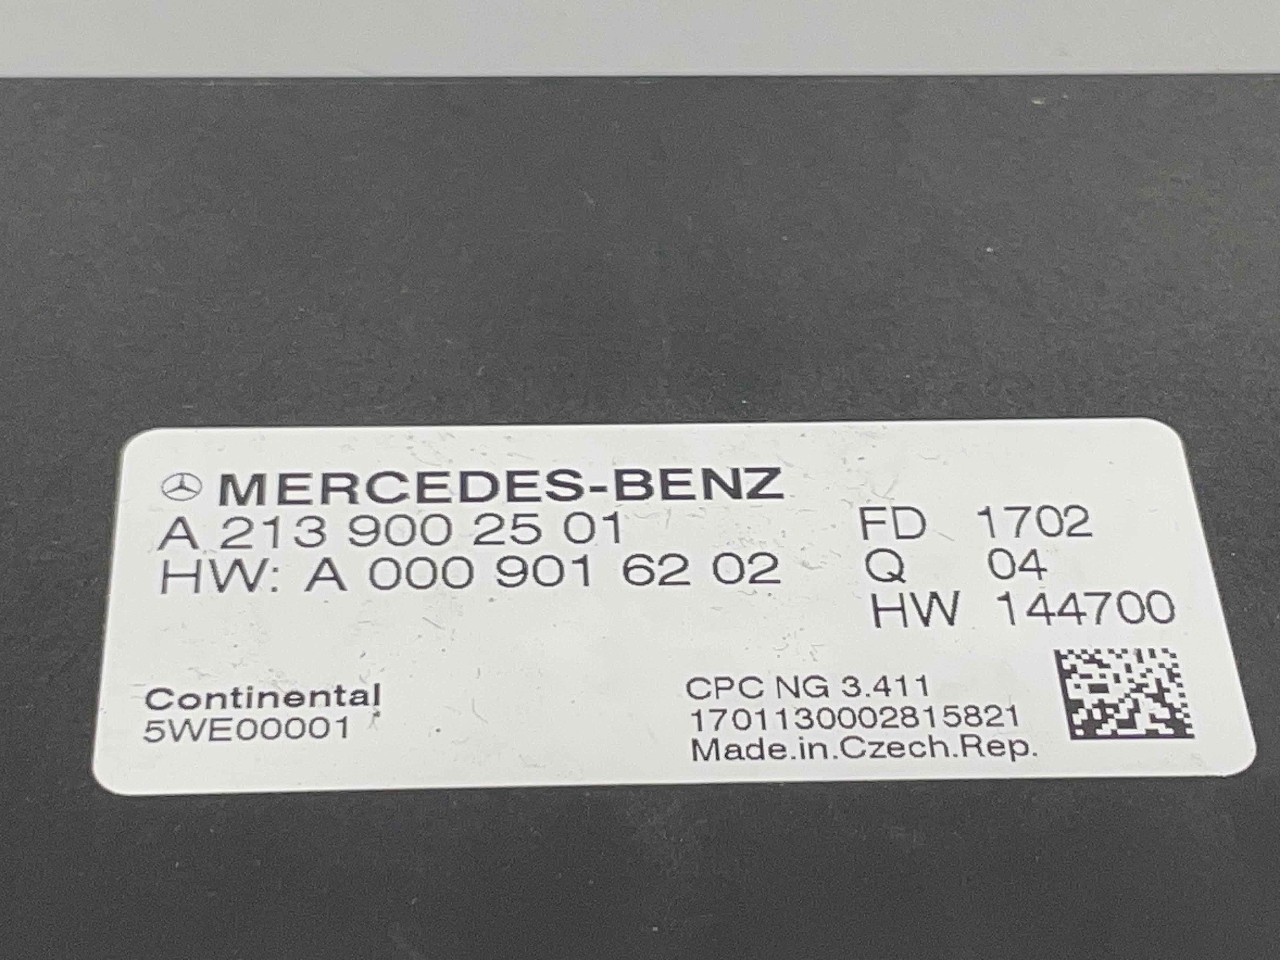 MERCEDES-BENZ
A 213 900 25 01
HW: A 000 901 62 02
FD 1702
Q 04
HW 144700
Continental
5WE00001
CPC NG 3.411
1701130002815821
Made.in.Czech.Rep.